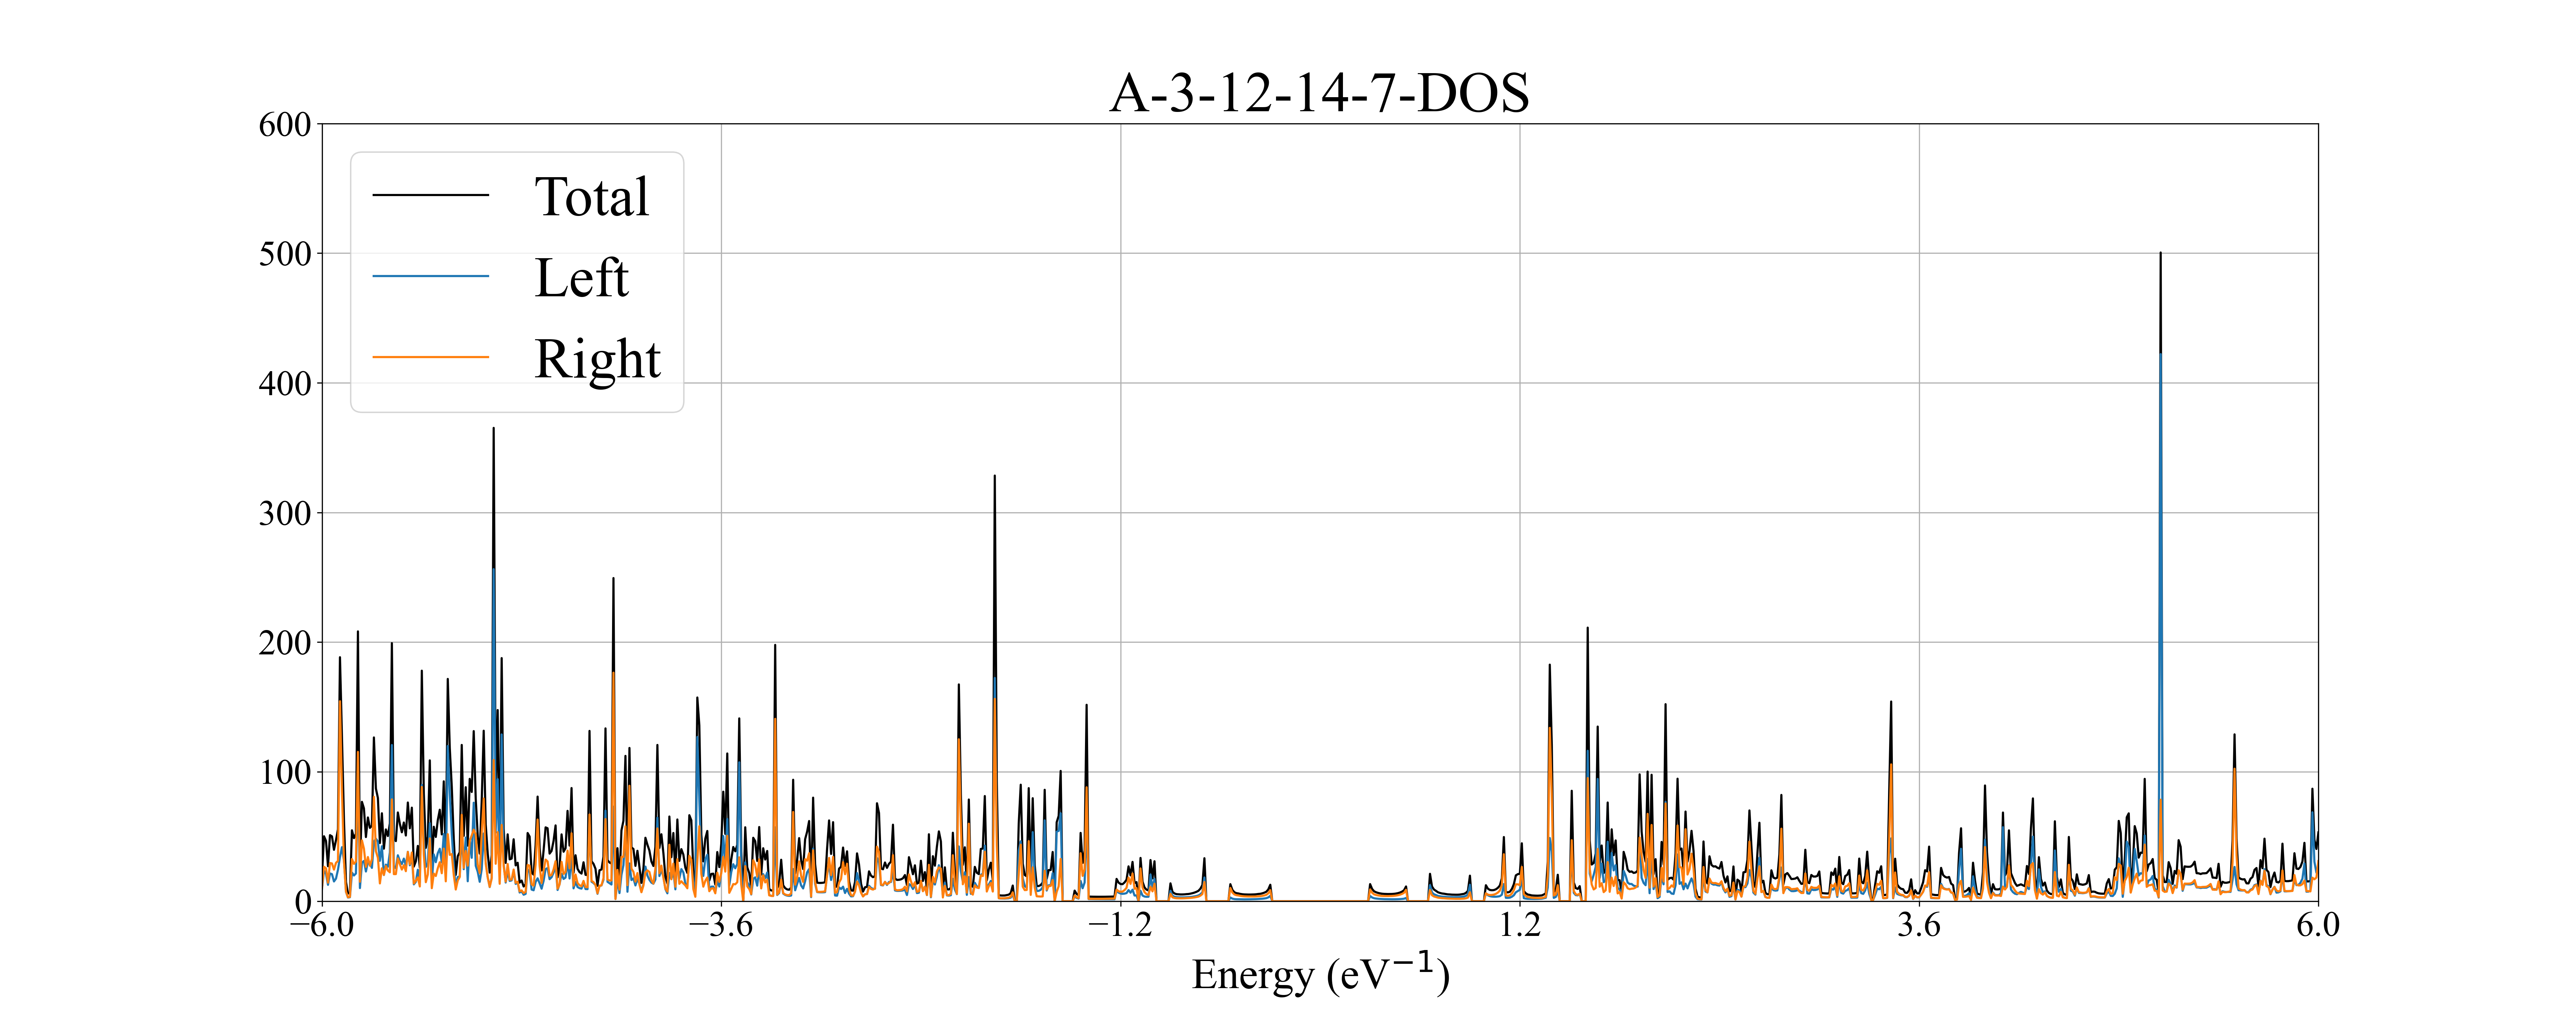 A-3-12-14-7-DOS
600
500
400
300
200
100
0
Total
Left
Right
−6.0
−3.6
−1.2
1.2
3.6
6.0
Energy (eV⁻¹)